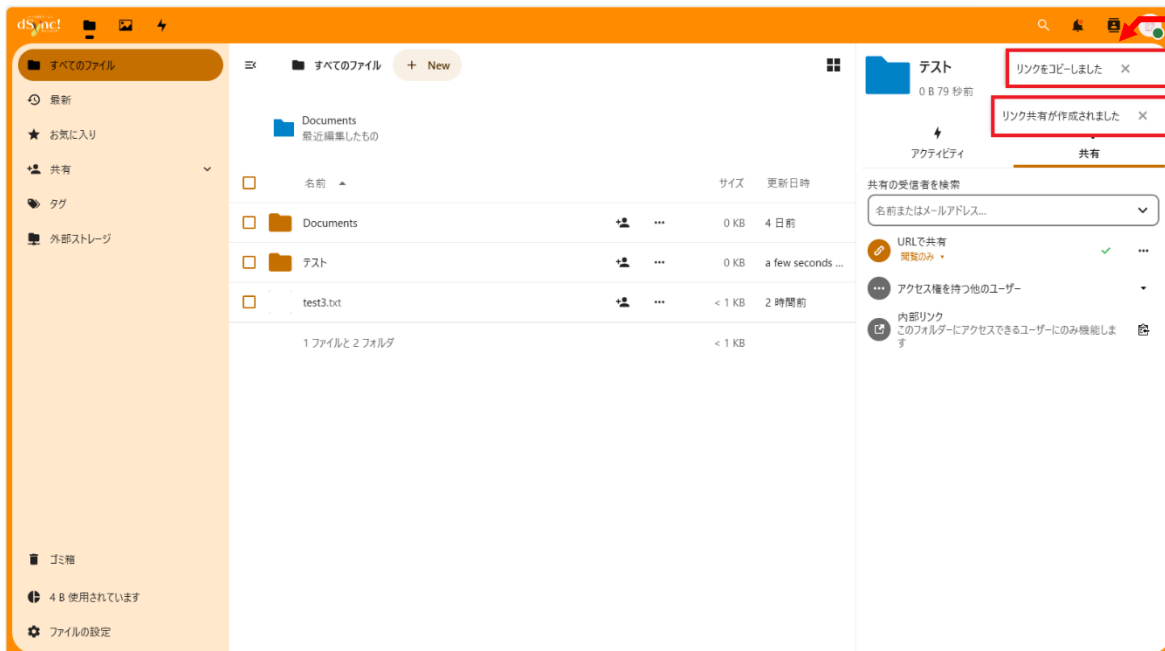 dSync!
すべてのファイル
最新
お気に入り
共有
タグ
外部ストレージ
ゴミ箱
4 B 使用されています
ファイルの設定
すべてのファイル
+ New
Documents
最近編集したもの
名前
サイズ
更新日時
Documents
0 KB
4 日前
テスト
0 KB
a few seconds ...
test3.txt
< 1 KB
2 時間前
1 ファイルと 2 フォルダ
< 1 KB
テスト
0 B 79 秒前
リンクをコピーしました
リンク共有が作成されました
アクティビティ
共有
共有の受信者を検索
名前またはメールアドレス...
URLで共有
閲覧のみ
アクセス権を持つ他のユーザー
内部リンク
このフォルダーにアクセスできるユーザーにのみ機能しま
す